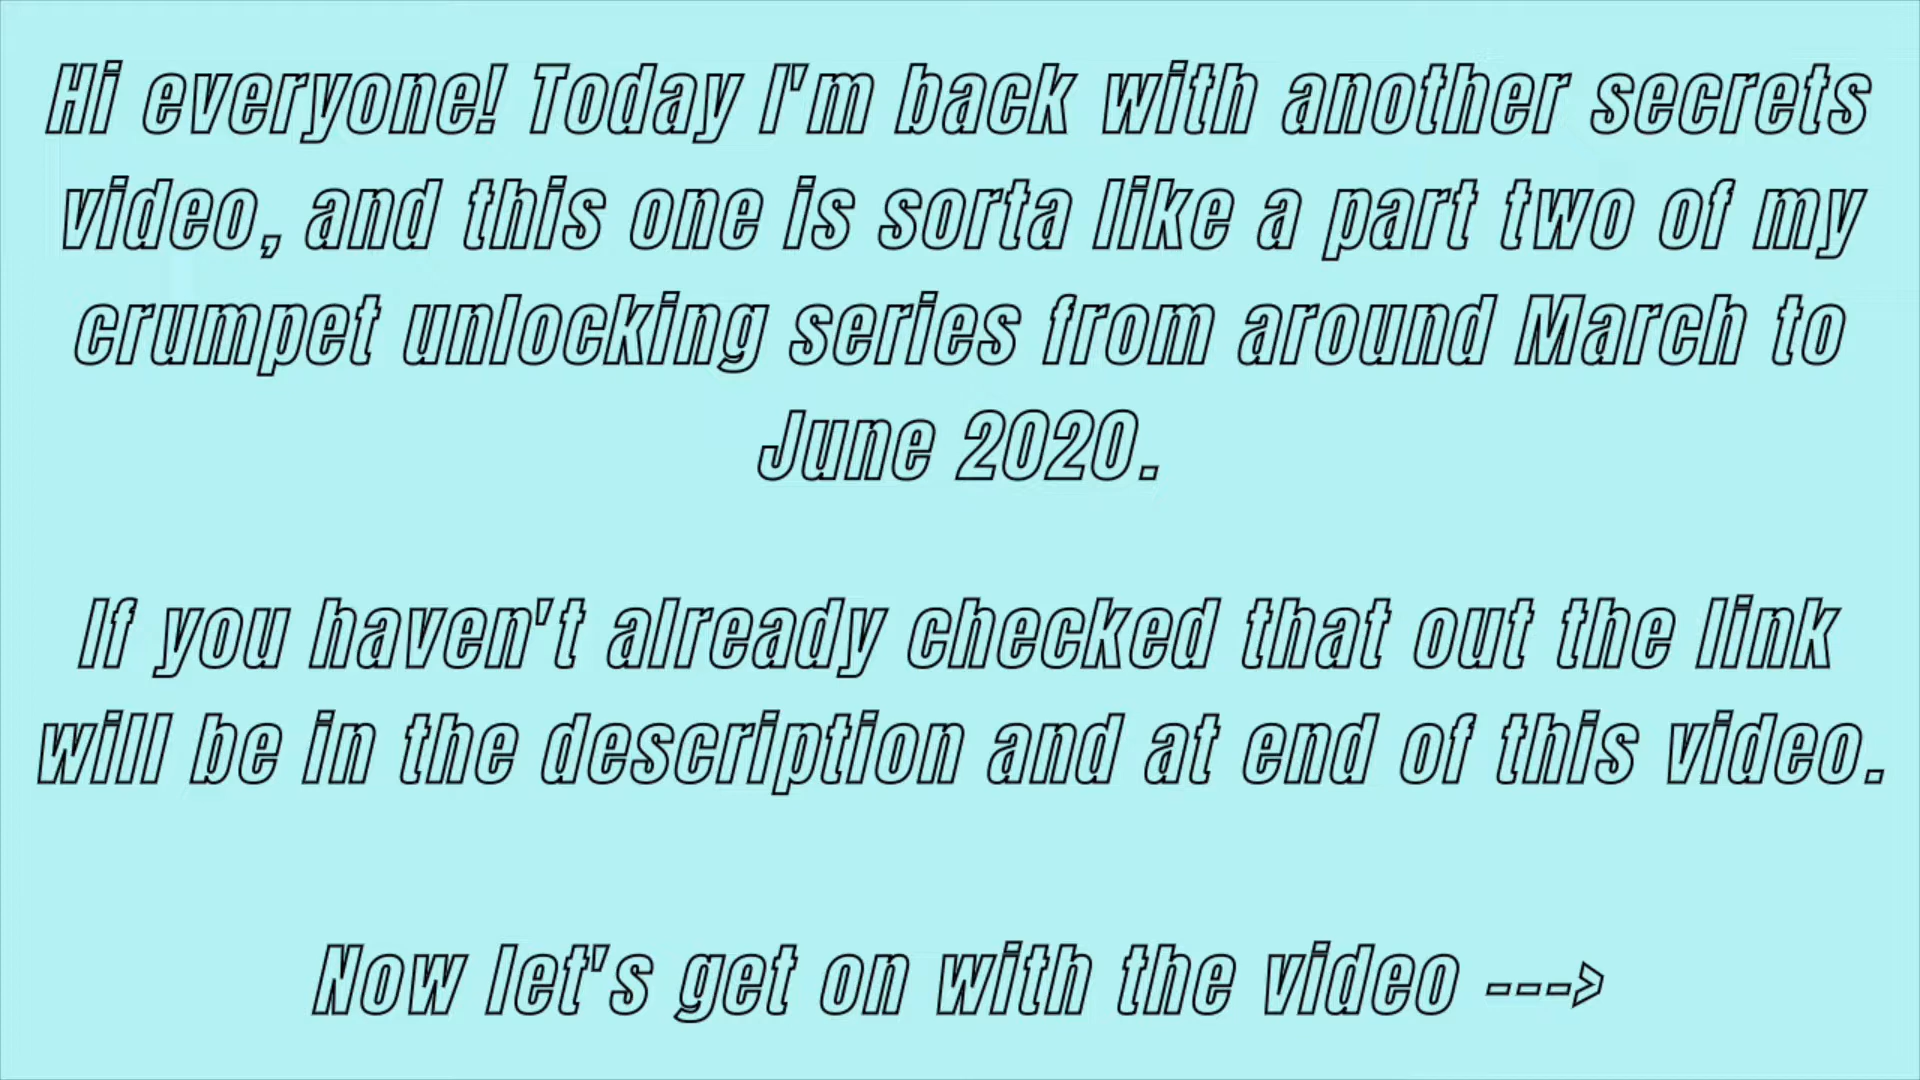 Hi everyone! Today I'm back with another secrets
video, and this one is sorta like a part two of my
crumpet unlocking series from around March to
June 2020.
If you haven't already checked that out the link
will be in the description and at end of this video.
Now let's get on with the video --->